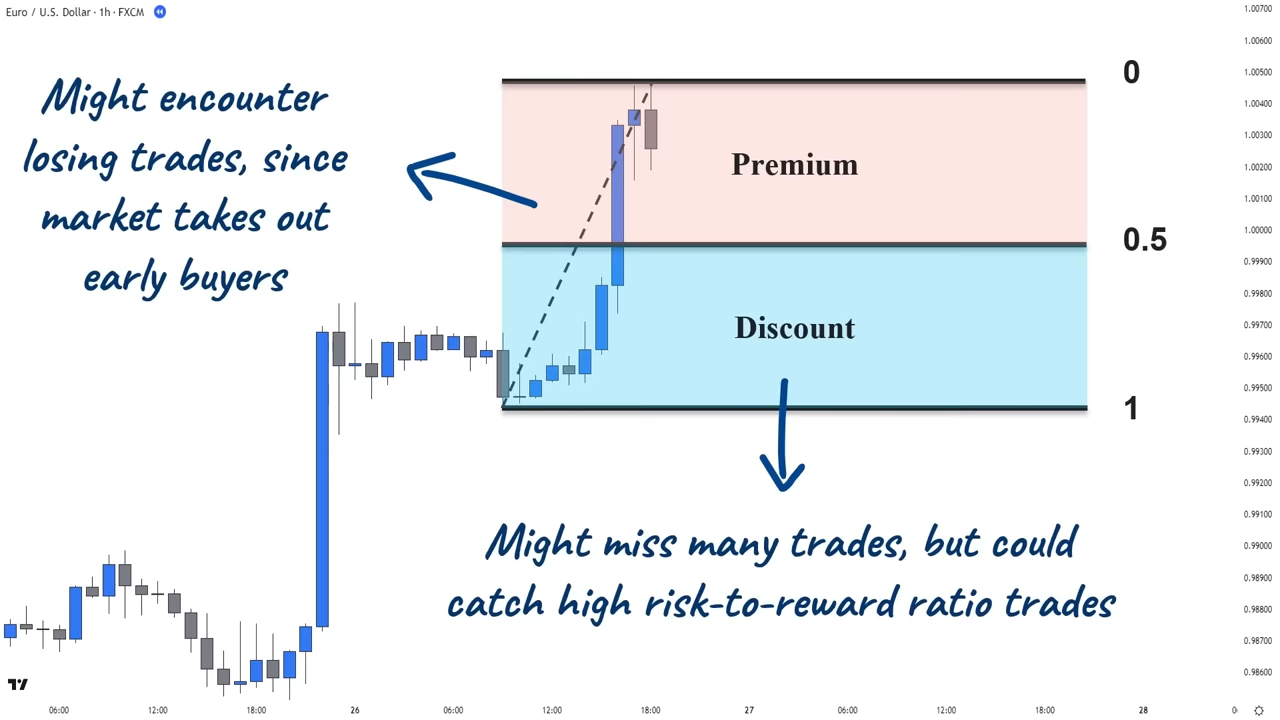 Euro / U.S. Dollar · 1h · FXCM
Might encounter
losing trades, since
market takes out
early buyers
Premium
Discount
0
0.5
1
Might miss many trades, but could
catch high risk-to-reward ratio trades
1.00700
1.00600
1.00500
1.00400
1.00300
1.00200
1.00100
1.00000
0.99900
0.99800
0.99700
0.99600
0.99500
0.99400
0.99300
0.99200
0.99100
0.99000
0.98900
0.98800
0.98700
0.98600
06:00 12:00 18:00 26 06:00 12:00 18:00 27 06:00 12:00 18:00 28